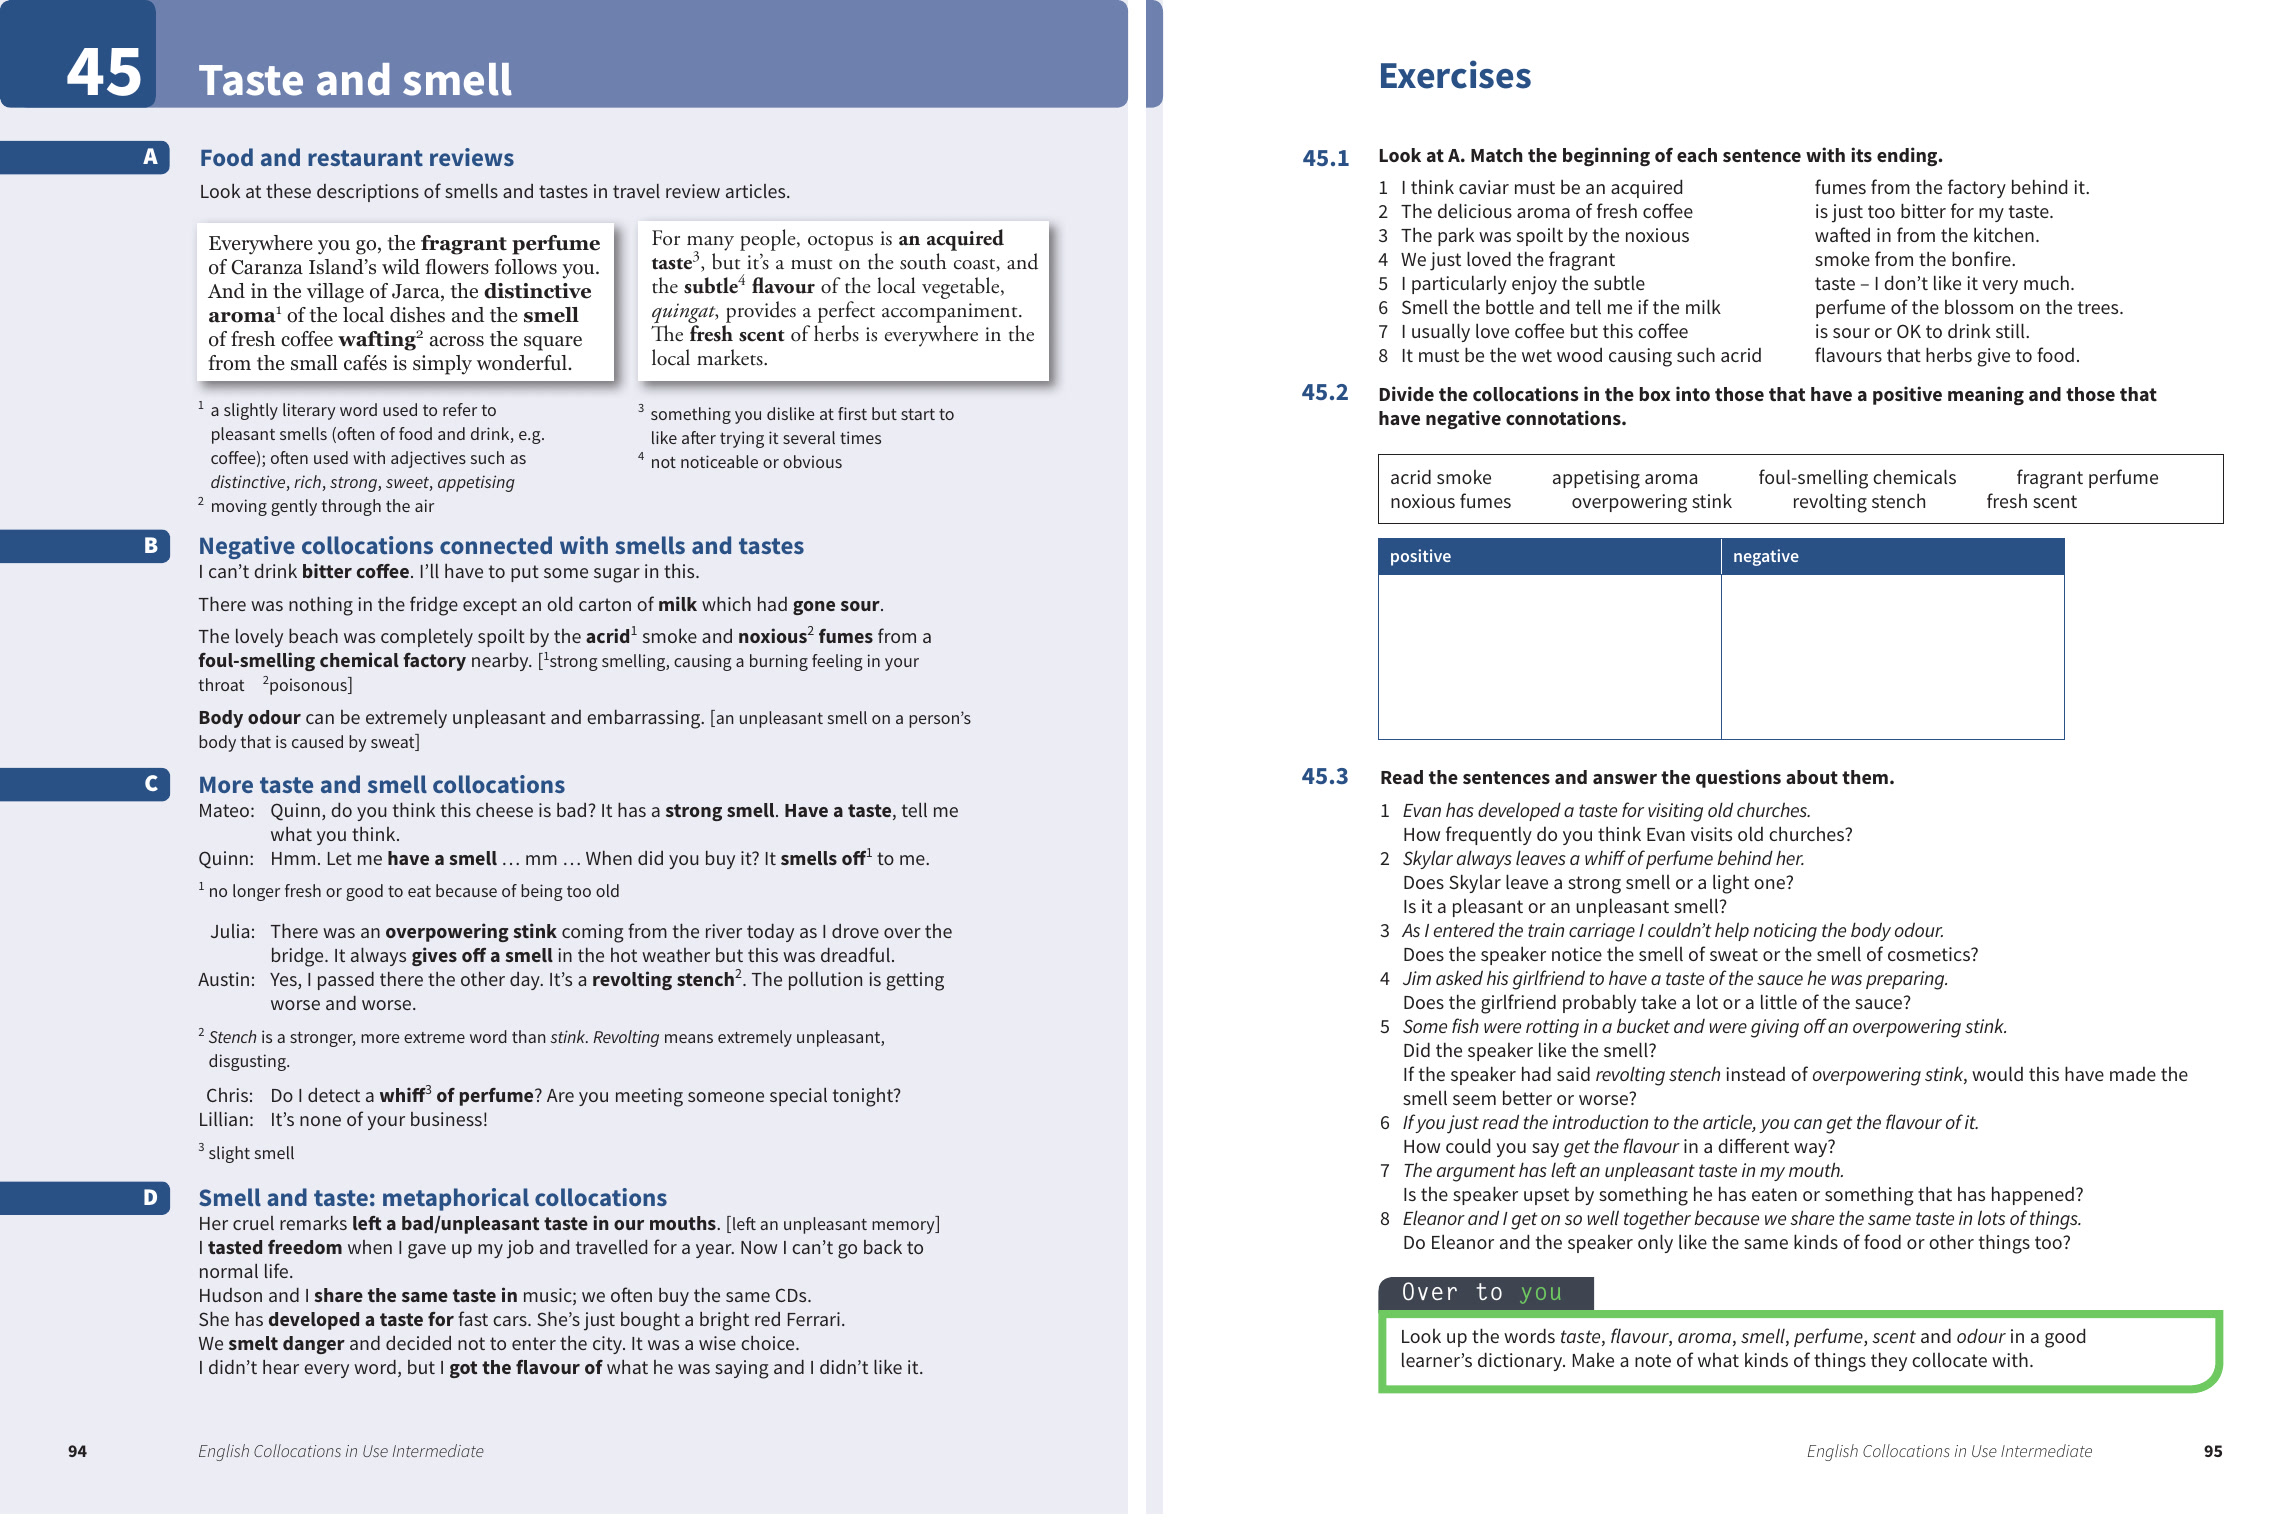 45
Taste and smell
A
Food and restaurant reviews
Look at these descriptions of smells and tastes in travel review articles.
Everywhere you go, the fragrant perfume
of Caranza Island's wild flowers follows you.
And in the village of Jarca, the distinctive
aroma¹ of the local dishes and the smell
of fresh coffee wafting² across the square
from the small cafés is simply wonderful.
For many people, octopus is an acquired
taste³, but it's a must on the south coast, and
the subtle⁴ flavour of the local vegetable,
quingat, provides a perfect accompaniment.
The fresh scent of herbs is everywhere in the
local markets.
¹ a slightly literary word used to refer to
pleasant smells (often of food and drink, e.g.
coffee); often used with adjectives such as
distinctive, rich, strong, sweet, appetising
² moving gently through the air
³ something you dislike at first but start to
like after trying it several times
⁴ not noticeable or obvious
B
Negative collocations connected with smells and tastes
I can't drink bitter coffee. I'll have to put some sugar in this.
There was nothing in the fridge except an old carton of milk which had gone sour.
The lovely beach was completely spoilt by the acrid¹ smoke and noxious² fumes from a
foul-smelling chemical factory nearby. [¹strong smelling, causing a burning feeling in your
throat ²poisonous]
Body odour can be extremely unpleasant and embarrassing. [an unpleasant smell on a person's
body that is caused by sweat]
C
More taste and smell collocations
Mateo: Quinn, do you think this cheese is bad? It has a strong smell. Have a taste, tell me
what you think.
Quinn: Hmm. Let me have a smell … mm … When did you buy it? It smells off¹ to me.
¹ no longer fresh or good to eat because of being too old
Julia: There was an overpowering stink coming from the river today as I drove over the
bridge. It always gives off a smell in the hot weather but this was dreadful.
Austin: Yes, I passed there the other day. It's a revolting stench². The pollution is getting
worse and worse.
² Stench is a stronger, more extreme word than stink. Revolting means extremely unpleasant,
disgusting.
Chris: Do I detect a whiff³ of perfume? Are you meeting someone special tonight?
Lillian: It's none of your business!
³ slight smell
D
Smell and taste: metaphorical collocations
Her cruel remarks left a bad/unpleasant taste in our mouths. [left an unpleasant memory]
I tasted freedom when I gave up my job and travelled for a year. Now I can't go back to
normal life.
Hudson and I share the same taste in music; we often buy the same CDs.
She has developed a taste for fast cars. She's just bought a bright red Ferrari.
We smelt danger and decided not to enter the city. It was a wise choice.
I didn't hear every word, but I got the flavour of what he was saying and I didn't like it.
94 English Collocations in Use Intermediate
Exercises
45.1 Look at A. Match the beginning of each sentence with its ending.
1 I think caviar must be an acquired fumes from the factory behind it.
2 The delicious aroma of fresh coffee is just too bitter for my taste.
3 The park was spoilt by the noxious wafted in from the kitchen.
4 We just loved the fragrant smoke from the bonfire.
5 I particularly enjoy the subtle taste – I don't like it very much.
6 Smell the bottle and tell me if the milk perfume of the blossom on the trees.
7 I usually love coffee but this coffee is sour or OK to drink still.
8 It must be the wet wood causing such acrid flavours that herbs give to food.
45.2 Divide the collocations in the box into those that have a positive meaning and those that
have negative connotations.
acrid smoke appetising aroma foul-smelling chemicals fragrant perfume
noxious fumes overpowering stink revolting stench fresh scent
positive negative
45.3 Read the sentences and answer the questions about them.
1 Evan has developed a taste for visiting old churches.
How frequently do you think Evan visits old churches?
2 Skylar always leaves a whiff of perfume behind her.
Does Skylar leave a strong smell or a light one?
Is it a pleasant or an unpleasant smell?
3 As I entered the train carriage I couldn't help noticing the body odour.
Does the speaker notice the smell of sweat or the smell of cosmetics?
4 Jim asked his girlfriend to have a taste of the sauce he was preparing.
Does the girlfriend probably take a lot or a little of the sauce?
5 Some fish were rotting in a bucket and were giving off an overpowering stink.
Did the speaker like the smell?
If the speaker had said revolting stench instead of overpowering stink, would this have made the
smell seem better or worse?
6 If you just read the introduction to the article, you can get the flavour of it.
How could you say get the flavour in a different way?
7 The argument has left an unpleasant taste in my mouth.
Is the speaker upset by something he has eaten or something that has happened?
8 Eleanor and I get on so well together because we share the same taste in lots of things.
Do Eleanor and the speaker only like the same kinds of food or other things too?
Over to you
Look up the words taste, flavour, aroma, smell, perfume, scent and odour in a good
learner's dictionary. Make a note of what kinds of things they collocate with.
English Collocations in Use Intermediate 95